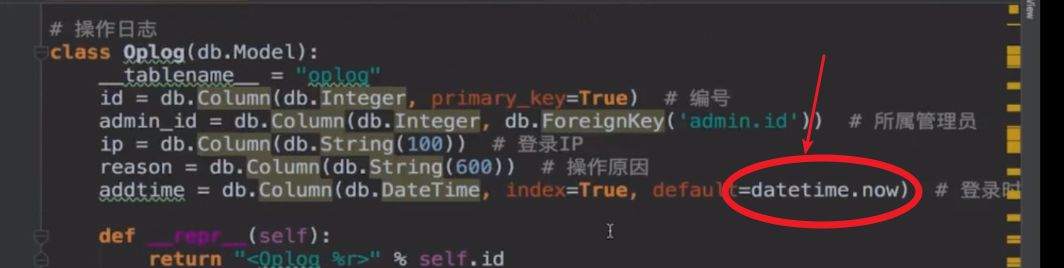 # 操作日志
class Oplog(db.Model):
    __tablename__ = "oplog"
    id = db.Column(db.Integer, primary_key=True)  # 编号
    admin_id = db.Column(db.Integer, db.ForeignKey('admin.id'))  # 所属管理员
    ip = db.Column(db.String(100))  # 登录IP
    reason = db.Column(db.String(600))  # 操作原因
    addtime = db.Column(db.DateTime, index=True, default=datetime.now)  # 登录时
    def __repr__(self):
        return "<Oplog %r>" % self.id
View